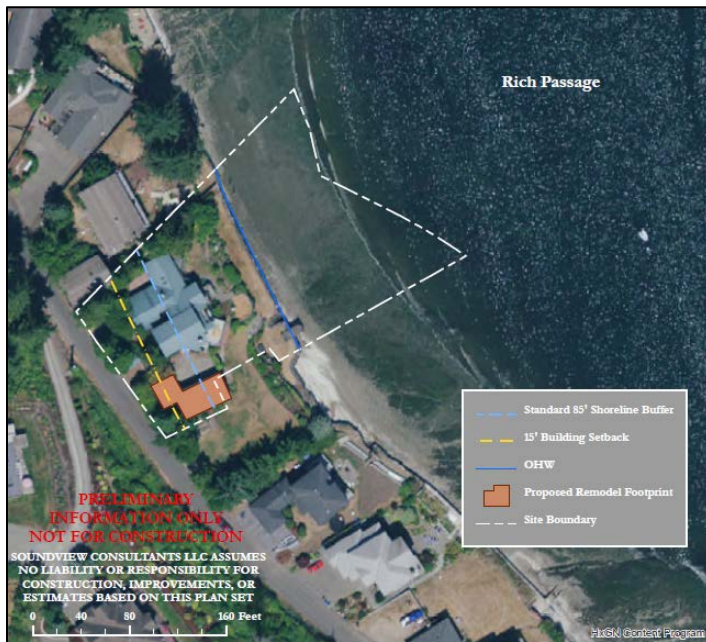 Rich Passage
Standard 85' Shoreline Buffer
15' Building Setback
OHW
Proposed Remodel Footprint
Site Boundary
PRELIMINARY
INFORMATION ONLY
NOT FOR CONSTRUCTION
SOUNDVIEW CONSULTANTS LLC ASSUMES
NO LIABILITY OR RESPONSIBILITY FOR
CONSTRUCTION, IMPROVEMENTS, OR
ESTIMATES BASED ON THIS PLAN SET
0 40 80 160 Feet
HxGN Content Program